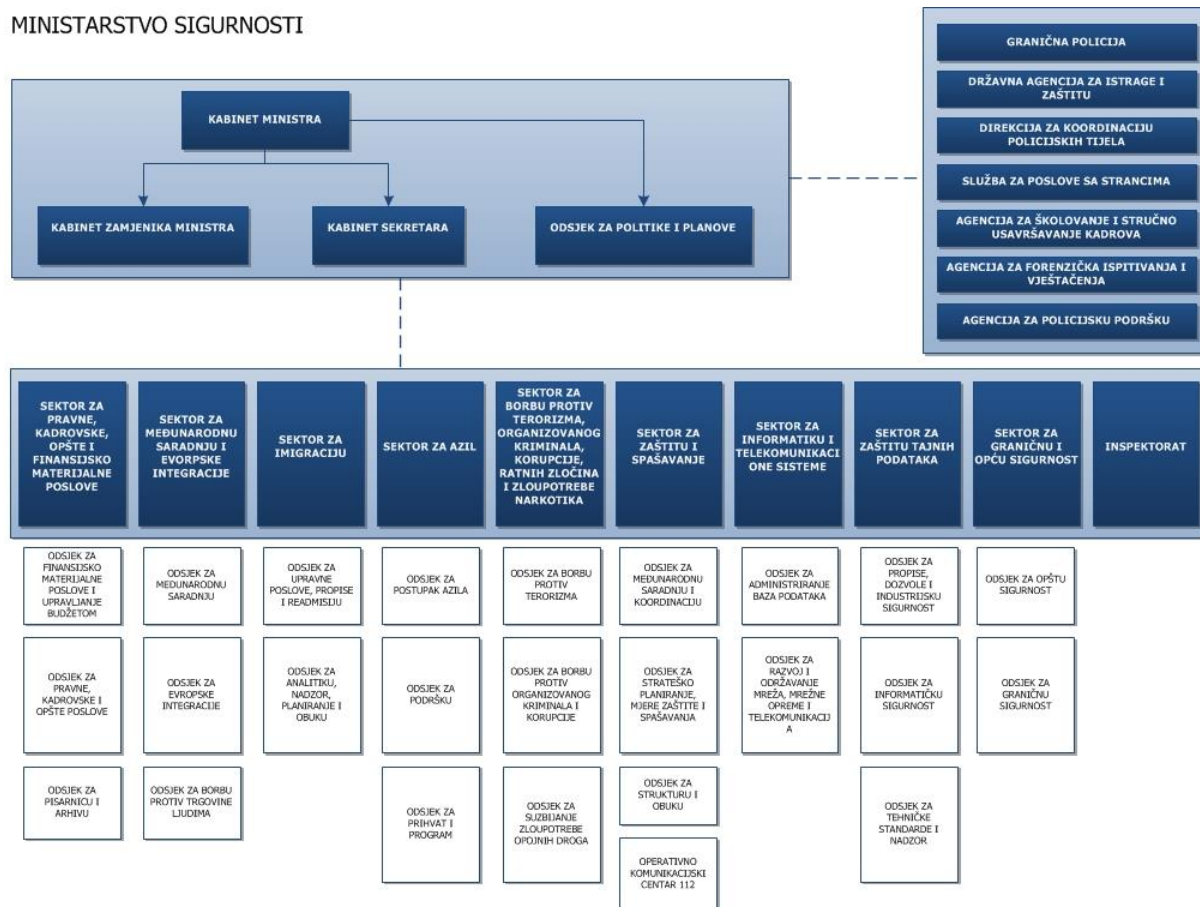 MINISTARSTVO SIGURNOSTI
KABINET MINISTRA
KABINET ZAMJENIKA MINISTRA
KABINET SEKRETARA
ODSJEK ZA POLITIKE I PLANOVE
GRANIČNA POLICIJA
DRŽAVNA AGENCIJA ZA ISTRAGE I
ZAŠTITU
DIREKCIJA ZA KOORDINACIJU
POLICIJSKIH TIJELA
SLUŽBA ZA POSLOVE SA STRANCIMA
AGENCIJA ZA ŠKOLOVANJE I STRUČNO
USAVRŠAVANJE KADROVA
AGENCIJA ZA FORENZIČKA ISPITIVANJA I
VJEŠTAČENJA
AGENCIJA ZA POLICIJSKU PODRŠKU
SEKTOR ZA
PRAVNE,
KADROVSKE,
OPŠTE I
FINANSIJSKO
MATERIJALNE
POSLOVE
SEKTOR ZA
MEĐUNARODNU
SARADNJU I
EVORPSKE
INTEGRACIJE
SEKTOR ZA
IMIGRACIJU
SEKTOR ZA AZIL
SEKTOR ZA
BORBU PROTIV
TERORIZMA,
ORGANIZOVANOG
KRIMINALA,
KORUPCIJE,
RATNIH ZLOČINA
I ZLOUPOTREBE
NARKOTIKA
SEKTOR ZA
ZAŠTITU I
SPAŠAVANJE
SEKTOR ZA
INFORMATIKU I
TELEKOMUNIKACI
ONE SISTEME
SEKTOR ZA
ZAŠTITU TAJNIH
PODATAKA
SEKTOR ZA
GRANIČNU I
OPĆU SIGURNOST
INSPEKTORAT
ODSJEK ZA
FINANSIJSKO
MATERIJALNE
POSLOVE I
UPRAVLJANJE
BUDŽETOM
ODSJEK ZA
MEĐUNARODNU
SARADNJU
ODSJEK ZA
UPRAVNE
POSLOVE, PROPISE
I READMISIJU
ODSJEK ZA
POSTUPAK AZILA
ODSJEK ZA BORBU
PROTIV
TERORIZMA
ODSJEK ZA
MEĐUNARODNU
SARADNJU I
KOORDINACIJU
ODSJEK ZA
ADMINISTRIRANJE
BAZA PODATAKA
ODSJEK ZA
PROPISE,
DOZVOLE I
INDUSTRIJSKU
SIGURNOST
ODSJEK ZA OPŠTU
SIGURNOST
ODSJEK ZA
PRAVNE,
KADROVSKE I
OPŠTE POSLOVE
ODSJEK ZA
EVROPSKE
INTEGRACIJE
ODSJEK ZA
ANALITIKU,
NADZOR,
PLANIRANJE I
OBUKU
ODSJEK ZA
PODRŠKU
ODSJEK ZA BORBU
PROTIV
ORGANIZOVANOG
KRIMINALA I
KORUPCIJE
ODSJEK ZA
STRATEŠKO
PLANIRANJE,
MJERE ZAŠTITE I
SPAŠAVANJA
ODSJEK ZA
RAZVOJ I
ODRŽAVANJE
MREŽA, MREŽNE
OPREME I
TELEKOMUNIKACIJ
A
ODSJEK ZA
INFORMATIČKU
SIGURNOST
ODSJEK ZA
GRANIČNU
SIGURNOST
ODSJEK ZA
PISARNICU I
ARHIVU
ODSJEK ZA BORBU
PROTIV TRGOVINE
LJUDIMA
ODSJEK ZA
PRIHVAT I
PROGRAM
ODSJEK ZA
SUZBIJANJE
ZLOUPOTREBE
OPOJNIH DROGA
ODSJEK ZA
STRUKTURU I
OBUKU
ODSJEK ZA
TEHNIČKE
STANDARDE I
NADZOR
OPERATIVNO
KOMUNIKACIJSKI
CENTAR 112